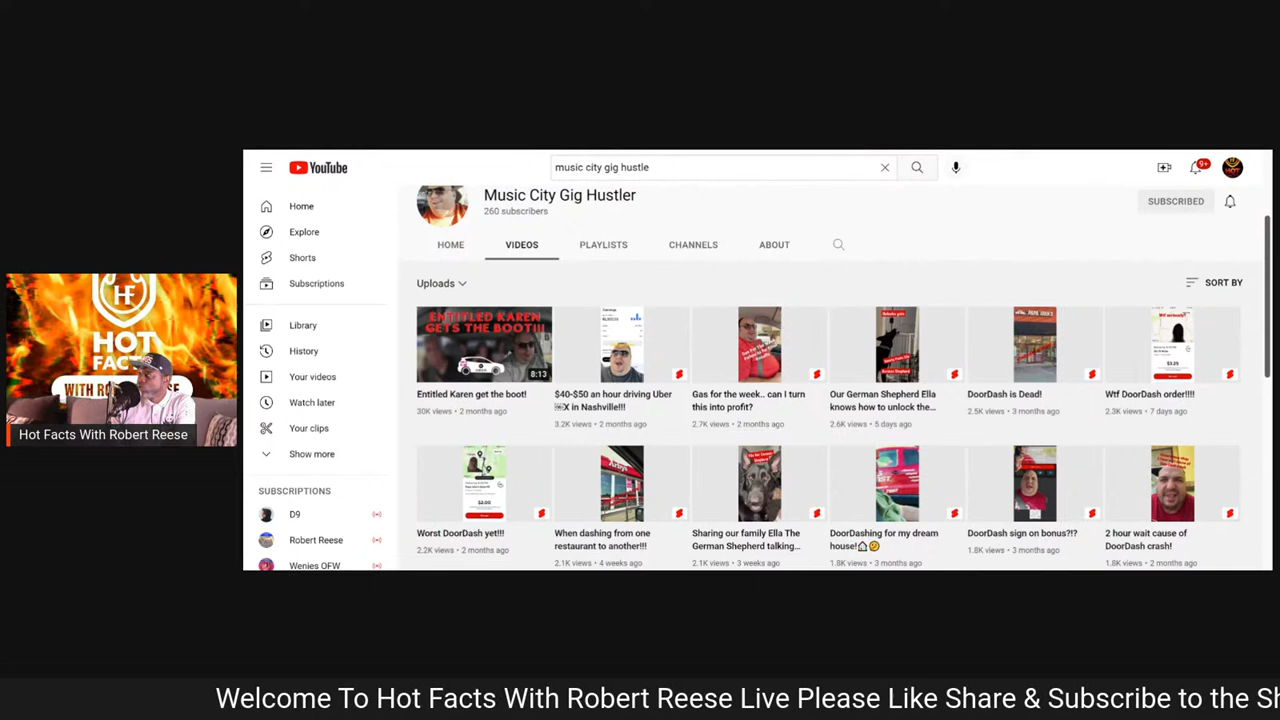 YouTube
music city gig hustle
9+
Home
Explore
Shorts
Subscriptions
Library
History
Your videos
Watch later
Your clips
Show more
SUBSCRIPTIONS
D9
Robert Reese
Wenies OFW
Music City Gig Hustler
260 subscribers
SUBSCRIBED
HOME VIDEOS PLAYLISTS CHANNELS ABOUT
Uploads
SORT BY
ENTITLED KAREN
GETS THE BOOT!!!
8:13
Entitled Karen get the boot!
30K views • 2 months ago
$40-$50 an hour driving Uber
X in Nashville!!!
3.2K views • 2 months ago
Gas for the week.. can I turn
this into profit?
2.7K views • 2 months ago
Our German Shepherd Ella
knows how to unlock the...
2.6K views • 5 days ago
DoorDash is Dead!
2.5K views • 3 months ago
Wtf DoorDash order!!!!
2.3K views • 7 days ago
Worst DoorDash yet!!!
2.2K views • 2 months ago
When dashing from one
restaurant to another!!!
2.1K views • 4 weeks ago
Sharing our family Ella The
German Shepherd talking...
2.1K views • 3 weeks ago
DoorDashing for my dream
house!🏠🤔
1.8K views • 3 months ago
DoorDash sign on bonus?!?
1.8K views • 3 months ago
2 hour wait cause of
DoorDash crash!
1.8K views • 2 months ago
HF
HOT
FACTS
WITH ROBERT REESE
Hot Facts With Robert Reese
Welcome To Hot Facts With Robert Reese Live Please Like Share & Subscribe to the Sh